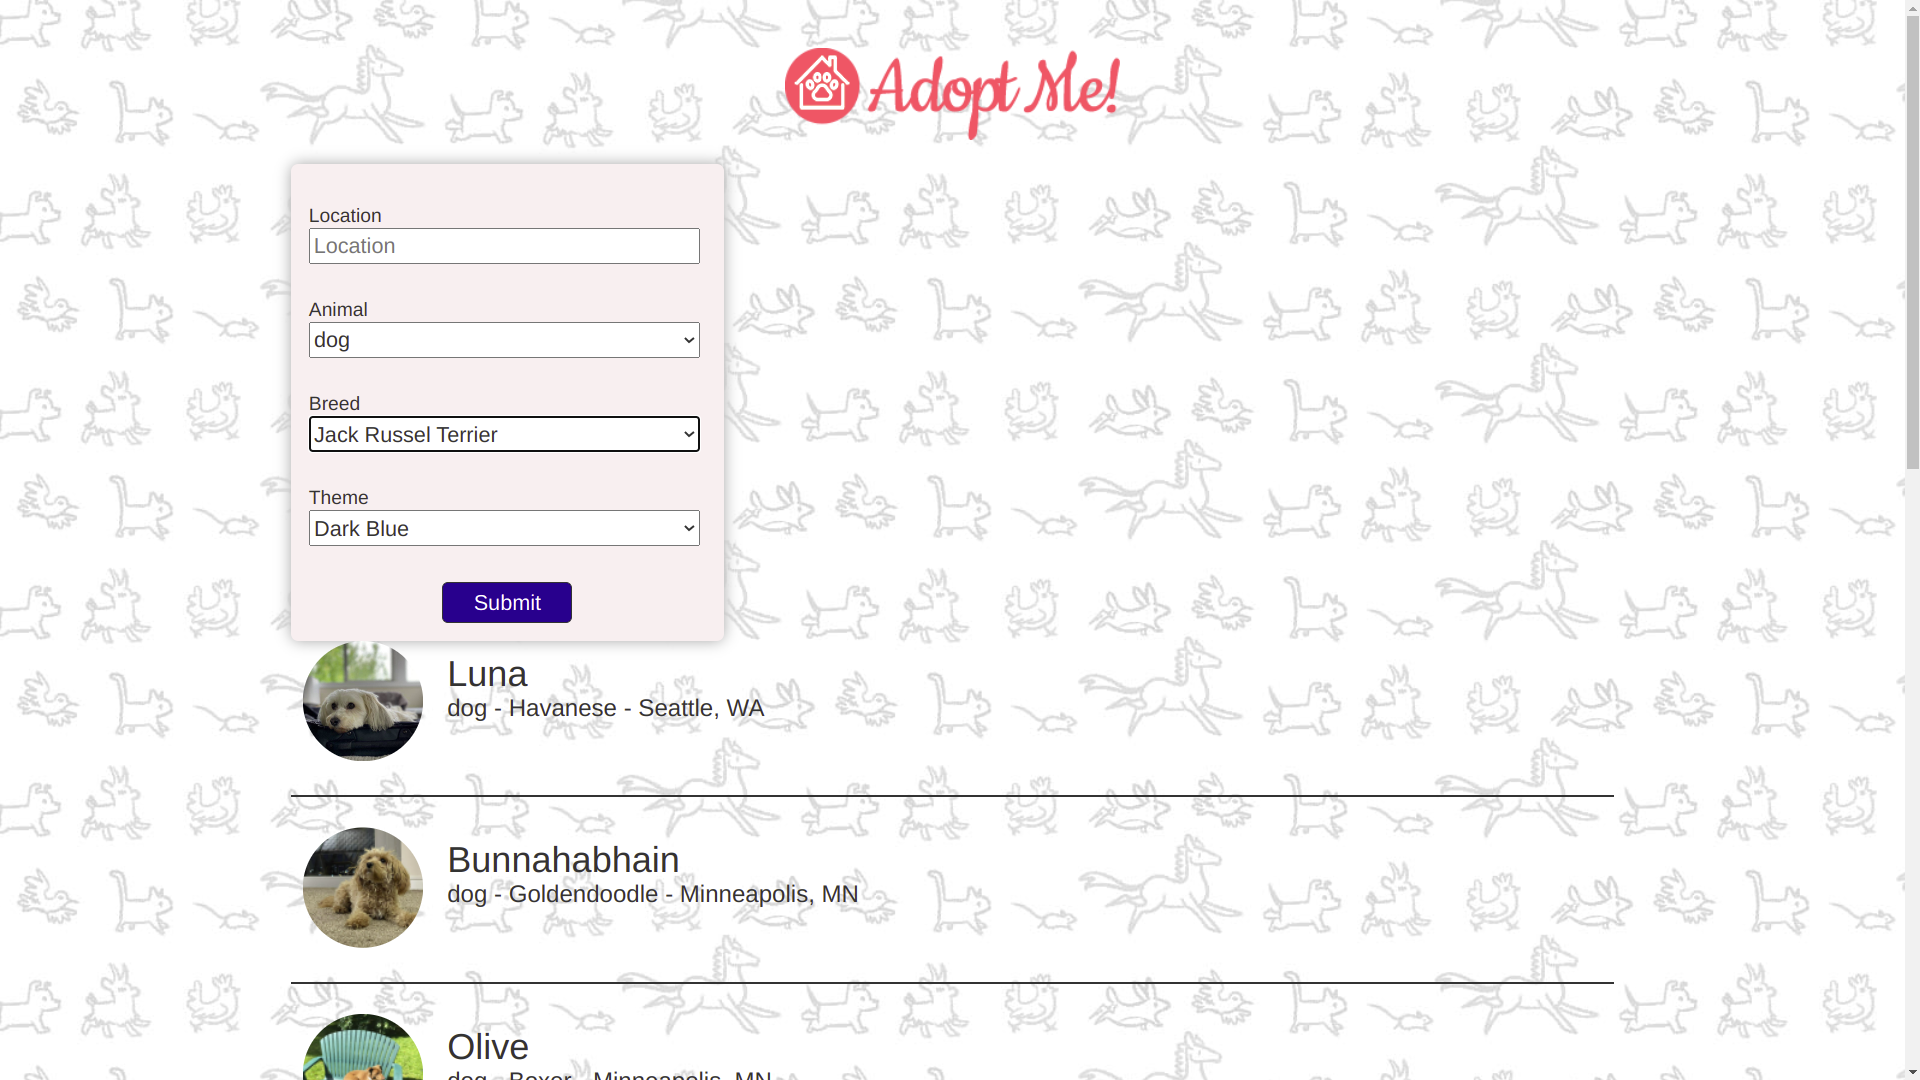 Adopt Me!
Location
Location
Animal
dog
Breed
Jack Russel Terrier
Theme
Dark Blue
Submit
Luna
dog - Havanese - Seattle, WA
Bunnahabhain
dog - Goldendoodle - Minneapolis, MN
Olive
dog - Boxer - Minneapolis, MN